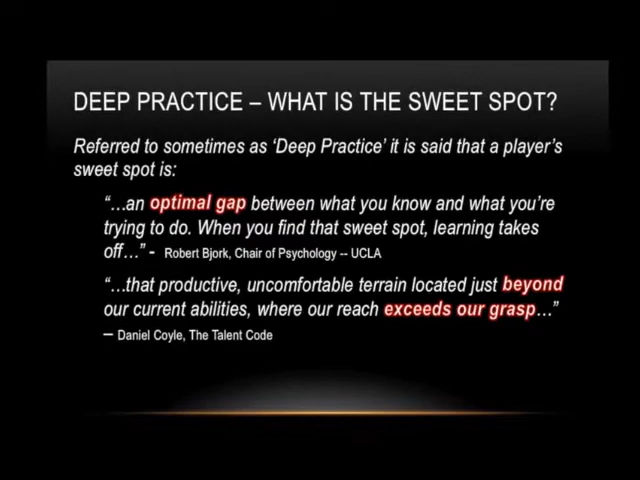 DEEP PRACTICE – WHAT IS THE SWEET SPOT?
Referred to sometimes as ‘Deep Practice’ it is said that a player’s
sweet spot is:
“…an optimal gap between what you know and what you’re
trying to do. When you find that sweet spot, learning takes
off…” - Robert Bjork, Chair of Psychology -- UCLA
“…that productive, uncomfortable terrain located just beyond
our current abilities, where our reach exceeds our grasp…”
― Daniel Coyle, The Talent Code